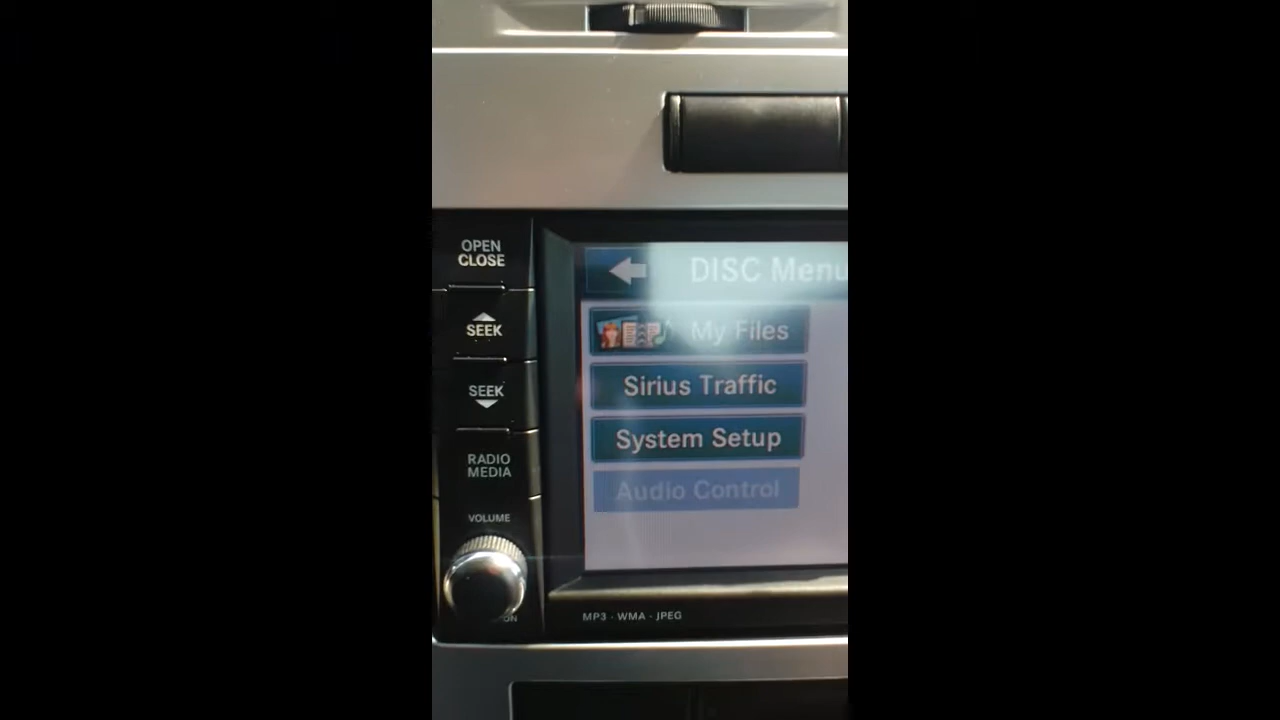 OPEN
CLOSE
SEEK
SEEK
RADIO
MEDIA
VOLUME
ON
DISC Menu
My Files
Sirius Traffic
System Setup
Audio Control
MP3 · WMA · JPEG